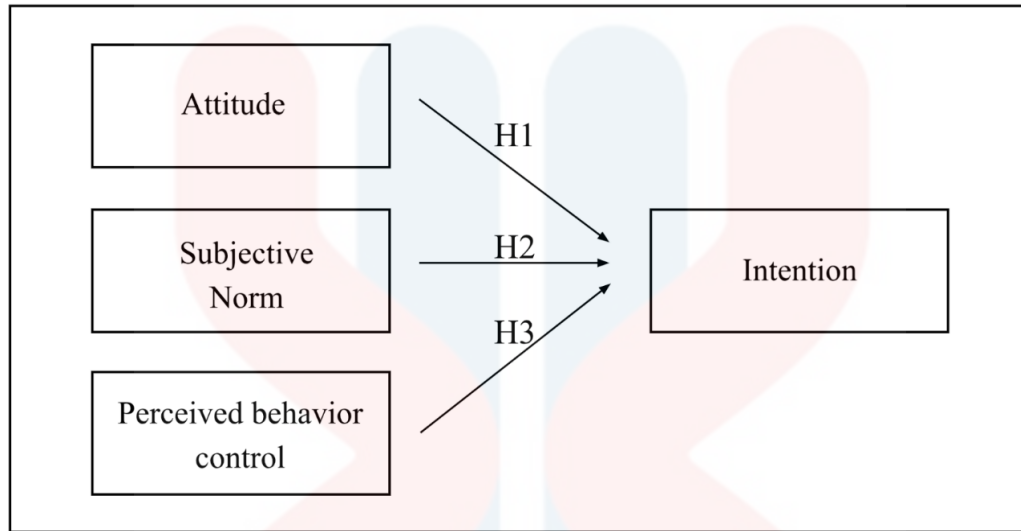 Attitude
H1
Subjective
Norm
H2
Intention
H3
Perceived behavior
control